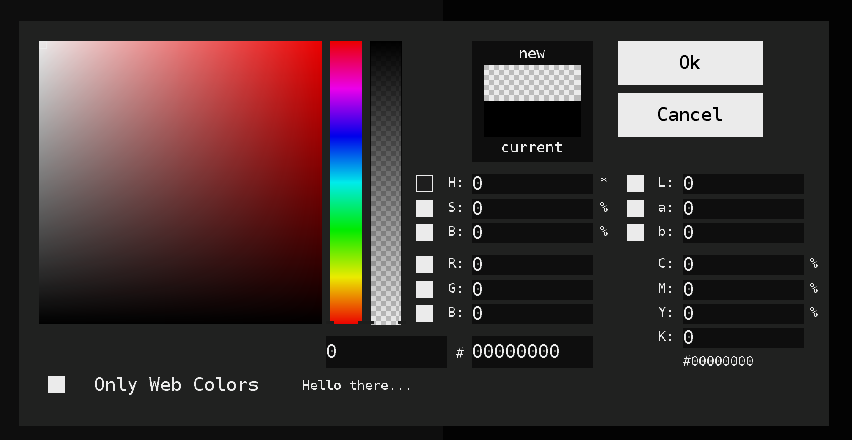 new
Ok
Cancel
current
H: 0 °
L: 0
S: 0 %
a: 0
B: 0 %
b: 0
R: 0
C: 0 %
G: 0
M: 0 %
B: 0
Y: 0 %
K: 0
0
# 00000000
#00000000
Only Web Colors
Hello there...